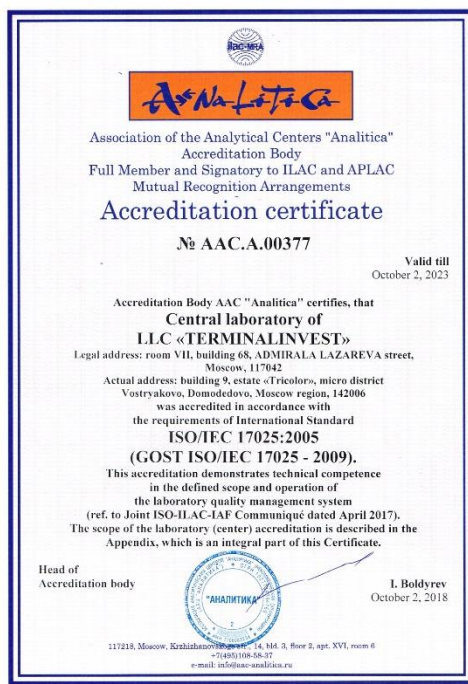 ilac-MRA
AsNaLiTiCa
Association of the Analytical Centers "Analitica"
Accreditation Body
Full Member and Signatory to ILAC and APLAC
Mutual Recognition Arrangements
Accreditation certificate
№ AAC.A.00377
Valid till
October 2, 2023
Accreditation Body AAC "Analitica" certifies, that
Central laboratory of
LLC «TERMINALINVEST»
Legal address: room VII, building 68, ADMIRALA LAZAREVA street,
Moscow, 117042
Actual address: building 9, estate «Tricolor», micro district
Vostryakovo, Domodedovo, Moscow region, 142006
was accredited in accordance with
the requirements of International Standard
ISO/IEC 17025:2005
(GOST ISO/IEC 17025 - 2009).
This accreditation demonstrates technical competence
in the defined scope and operation of
the laboratory quality management system
(ref. to Joint ISO-ILAC-IAF Communiqué dated April 2017).
The scope of the laboratory (center) accreditation is described in the
Appendix, which is an integral part of this Certificate.
Head of
Accreditation body
"АНАЛИТИКА"
2
I. Boldyrev
October 2, 2018
117218, Moscow, Krzhizhanovskogo str., 14, bld. 3, floor 2, apt. XVI, room 6
+7(495)108-58-37
e-mail: info@aac-analitica.ru